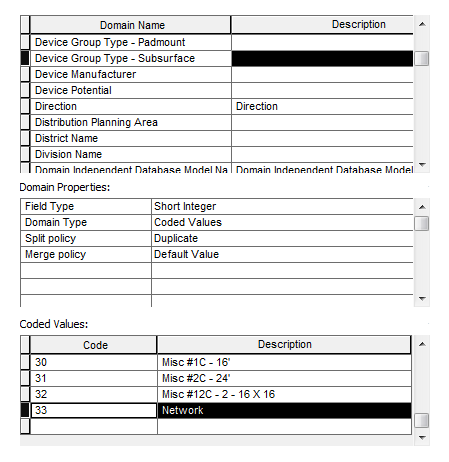 Domain Name Description
Device Group Type - Padmount
Device Group Type - Subsurface
Device Manufacturer
Device Potential
Direction Direction
Distribution Planning Area
District Name
Division Name
Domain Independent Database Model Na Domain Independent Database Model
Domain Properties:
Field Type Short Integer
Domain Type Coded Values
Split policy Duplicate
Merge policy Default Value
Coded Values:
Code Description
30 Misc #1C - 16'
31 Misc #2C - 24'
32 Misc #12C - 2 - 16 X 16
33 Network